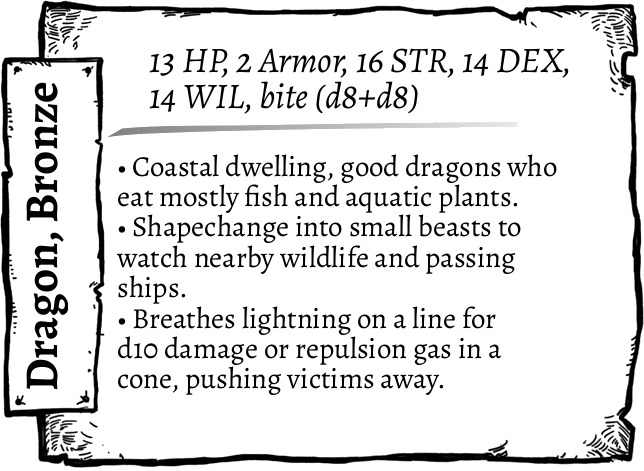 Dragon, Bronze
13 HP, 2 Armor, 16 STR, 14 DEX,
14 WIL, bite (d8+d8)
• Coastal dwelling, good dragons who
eat mostly fish and aquatic plants.
• Shapechange into small beasts to
watch nearby wildlife and passing
ships.
• Breathes lightning on a line for
d10 damage or repulsion gas in a
cone, pushing victims away.